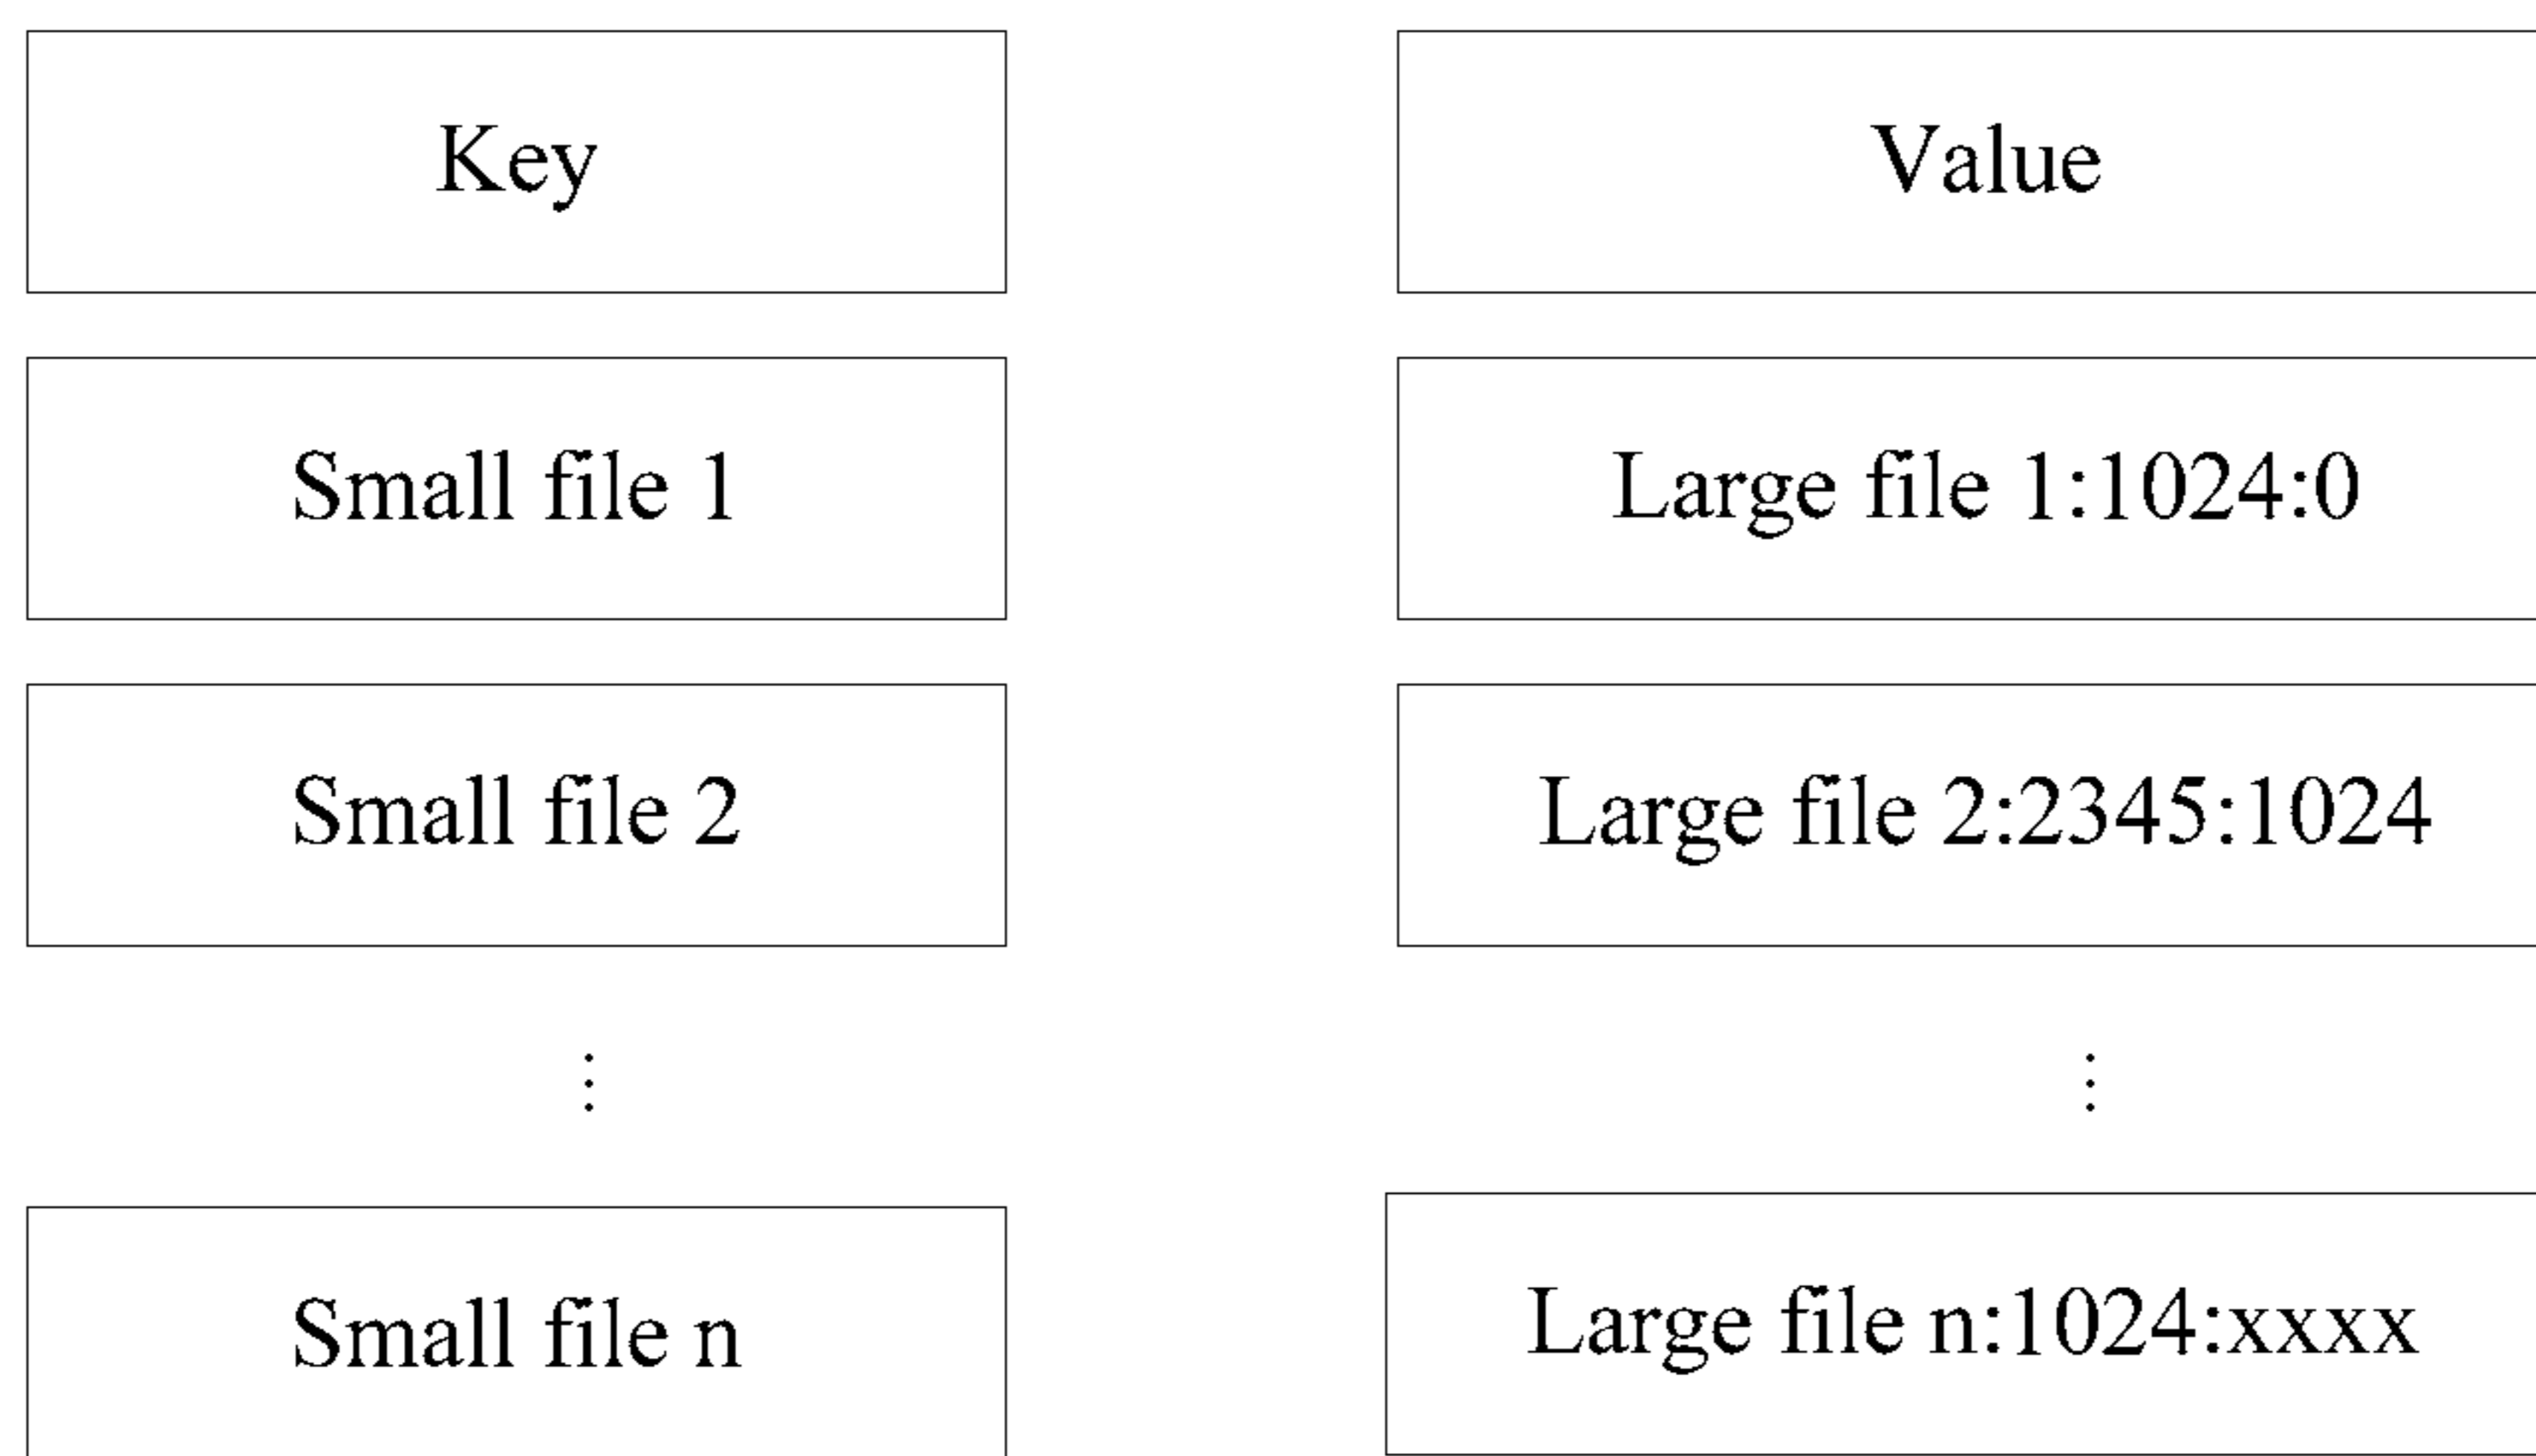 Key
Value
Small file 1
Large file 1:1024:0
Small file 2
Large file 2:2345:1024
⋮
⋮
Small file n
Large file n:1024:xxxx